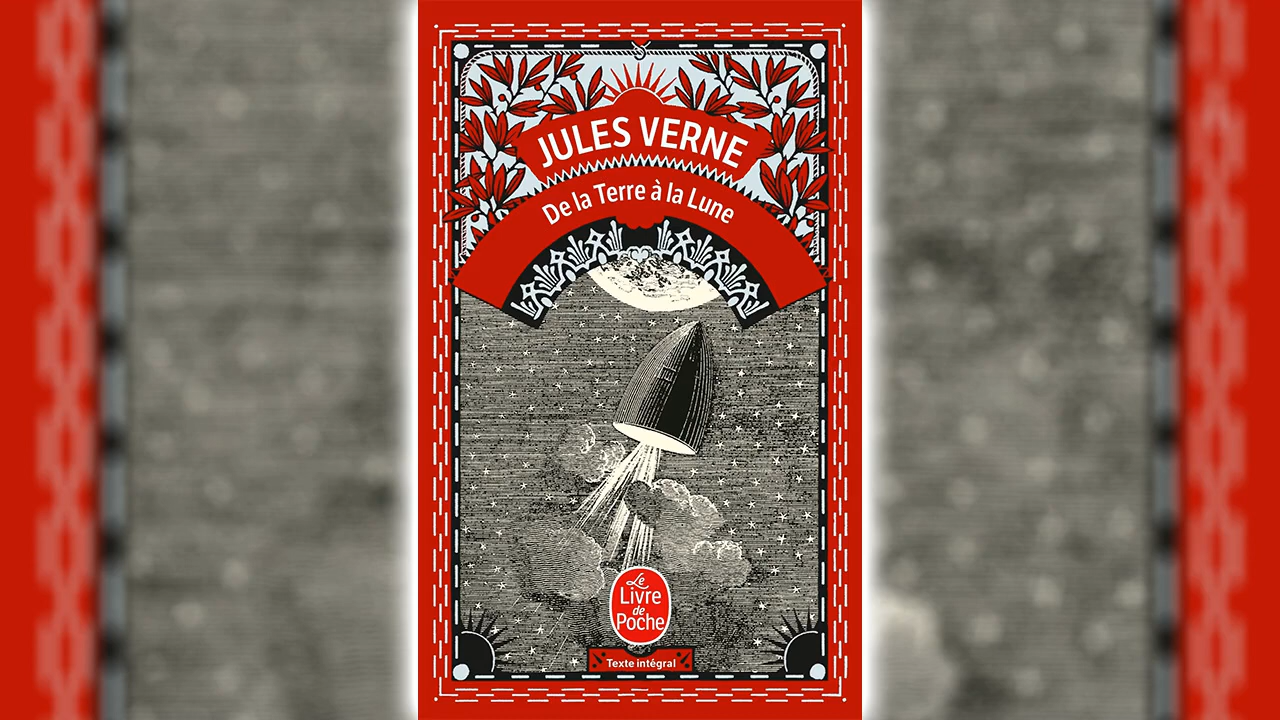 JULES VERNE
De la Terre à la Lune
Le
Livre
de
Poche
Texte intégral